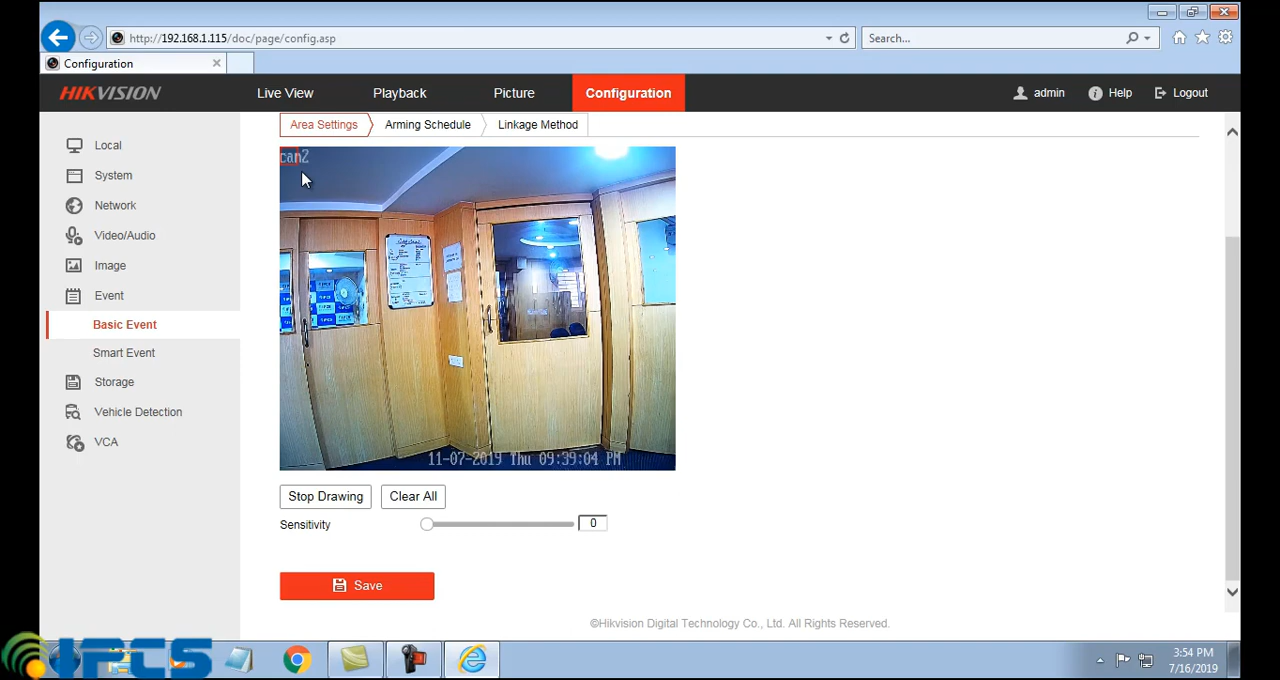 http://192.168.1.115/doc/page/config.asp
Search...
Configuration
HIKVISION
Live View
Playback
Picture
Configuration
admin
Help
Logout
Local
System
Network
Video/Audio
Image
Event
Basic Event
Smart Event
Storage
Vehicle Detection
VCA
Area Settings
Arming Schedule
Linkage Method
can2
11-07-2019 Thu 09:39:04 PM
Stop Drawing
Clear All
Sensitivity
0
Save
©Hikvision Digital Technology Co., Ltd. All Rights Reserved.
IPCS
3:54 PM
7/16/2019